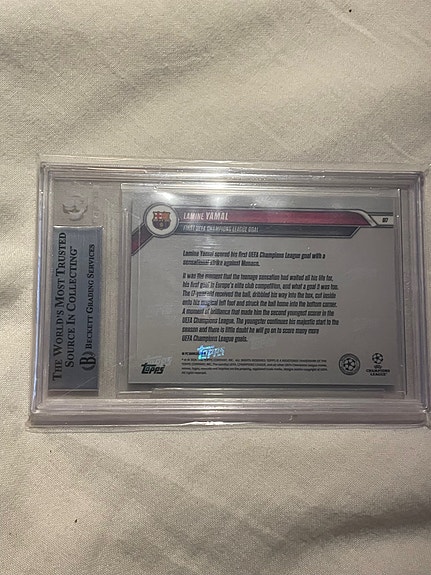 THE WORLD'S MOST TRUSTED
SOURCE IN COLLECTING™
BECKETT GRADING SERVICES
B
LAMINE YAMAL
FIRST UEFA CHAMPIONS LEAGUE GOAL
Lamine Yamal scored his first UEFA Champions League goal with a
sensational strike against Monaco.
It was the moment that the teenage sensation had waited all his life for,
his first goal in Europe's elite club competition, and what a goal it was too.
The 17-year-old received the ball, dribbled his way into the box, cut inside
onto his magical left foot and struck the ball home into the bottom corner.
A moment of brilliance that made him the second youngest scorer in the
UEFA Champions League. The youngster continues his majestic start to the
season and there is little doubt he will go on to score many more
UEFA Champions League goals.
TOPPS
TOPPS
UEFA
CHAMPIONS
LEAGUE